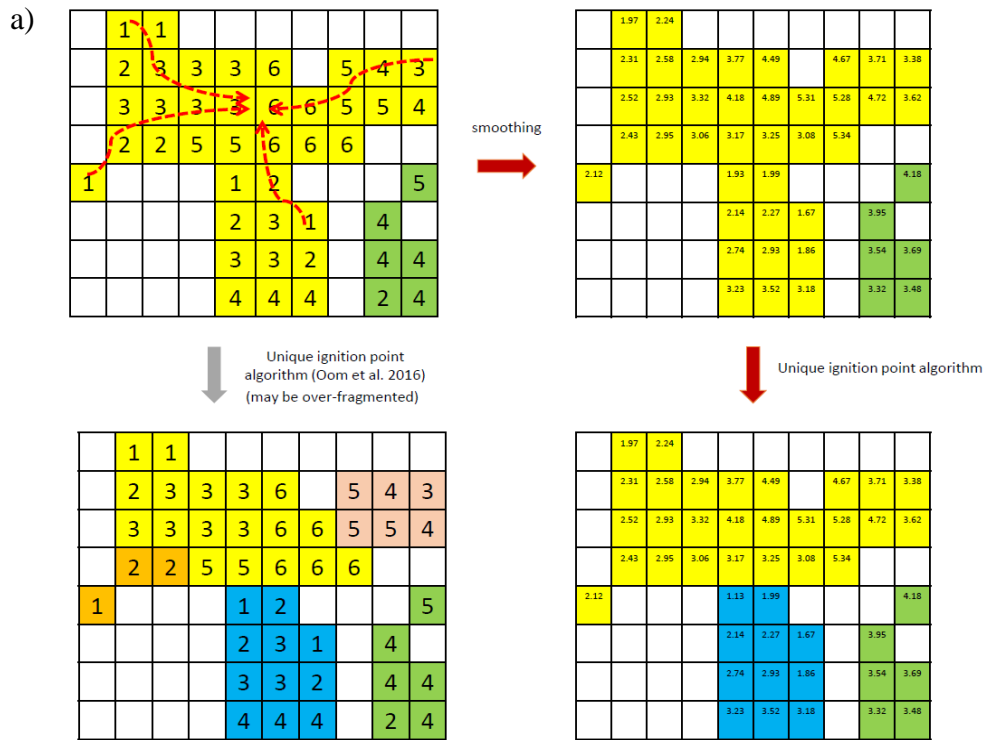 a)
1 1
2 3 3 3 6 5 4 3
3 3 3 3 6 6 5 5 4
2 2 5 5 6 6 6
1 1 2 5
2 3 1 4
3 3 2 4 4
4 4 4 2 4
smoothing
1.97 2.24
2.31 2.58 2.94 3.77 4.49 4.67 3.71 3.38
2.52 2.93 3.32 4.18 4.89 5.31 5.28 4.72 3.62
2.43 2.95 3.06 3.17 3.25 3.08 5.34
2.12 1.93 1.99 4.18
2.14 2.27 1.67 3.95
2.74 2.93 1.86 3.54 3.69
3.23 3.52 3.18 3.32 3.48
Unique ignition point
algorithm (Oom et al. 2016)
(may be over-fragmented)
Unique ignition point algorithm
1 1
2 3 3 3 6 5 4 3
3 3 3 3 6 6 5 5 4
2 2 5 5 6 6 6
1 1 2 5
2 3 1 4
3 3 2 4 4
4 4 4 2 4
1.97 2.24
2.31 2.58 2.94 3.77 4.49 4.67 3.71 3.38
2.52 2.93 3.32 4.18 4.89 5.31 5.28 4.72 3.62
2.43 2.95 3.06 3.17 3.25 3.08 5.34
2.12 1.13 1.99 4.18
2.14 2.27 1.67 3.95
2.74 2.93 1.86 3.54 3.69
3.23 3.52 3.18 3.32 3.48